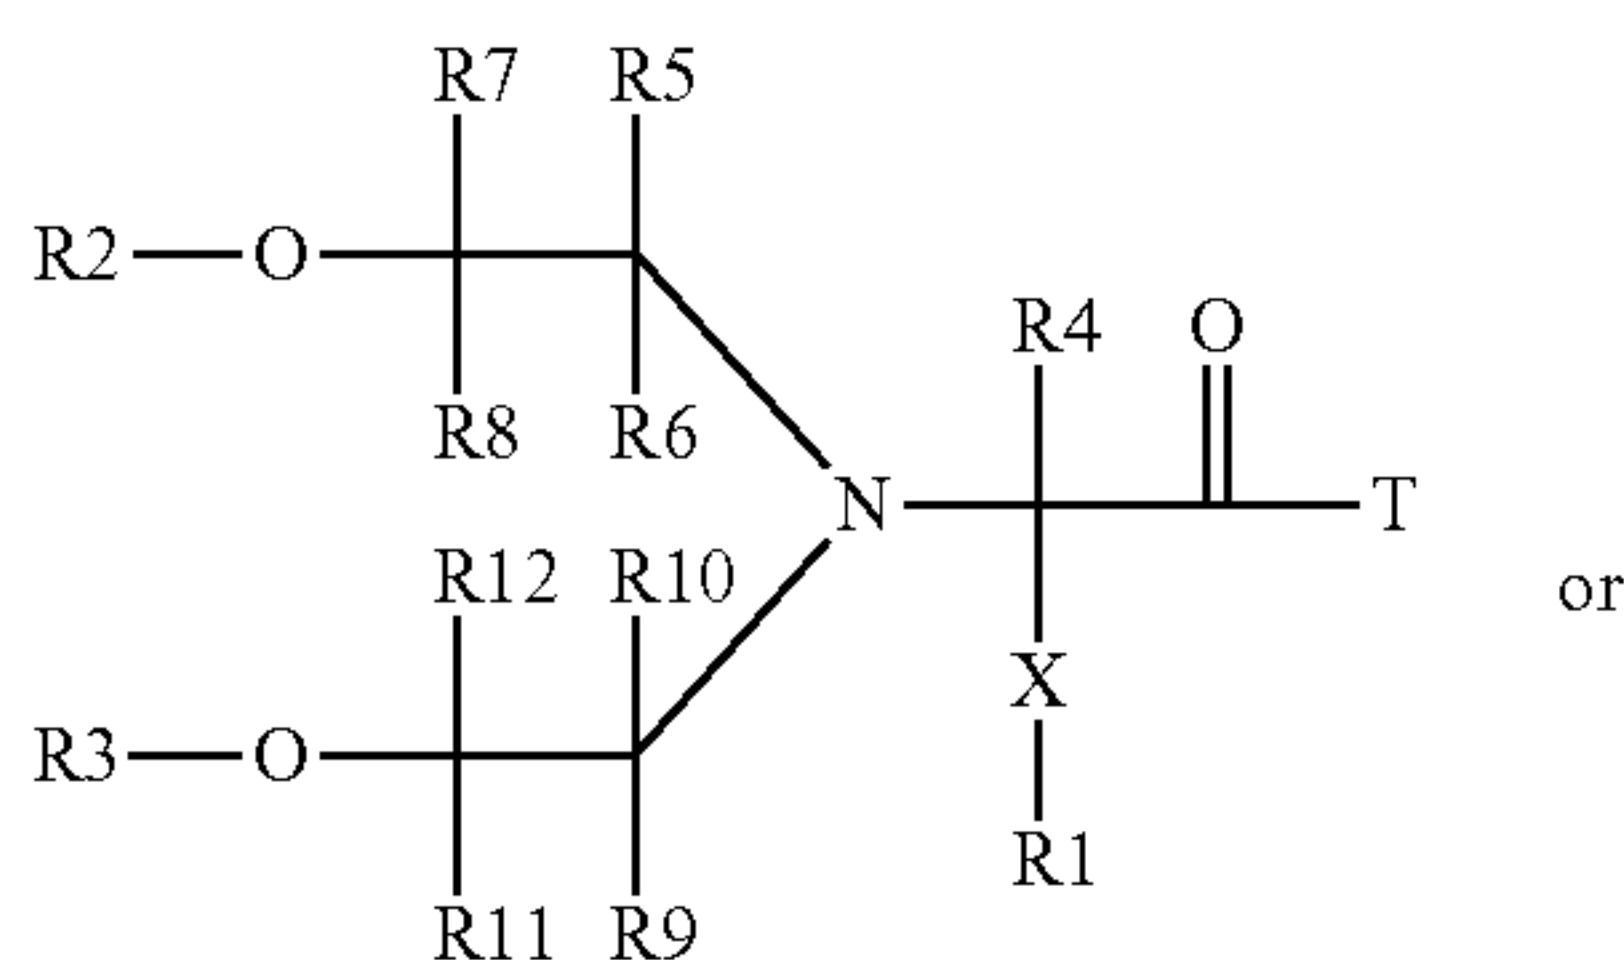 R7 R5
R2 O
R4 O
R8 R6
N T
R12 R10
or
X
R3 O
R1
R11 R9